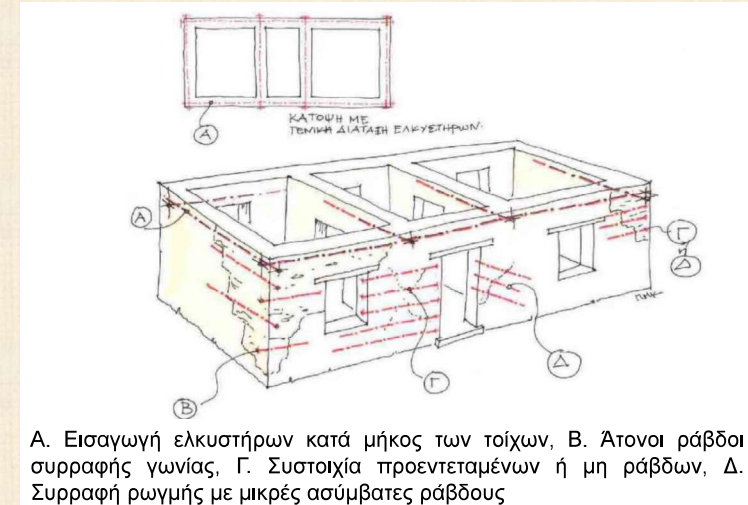 Α
ΚΑΤΟΨΗ ΜΕ
ΓΕΝΙΚΗ ΔΙΑΤΑΞΗ ΕΛΚΥΣΤΗΡΩΝ.
Α
Γ
ή
Δ
Δ
Γ
Β
Α. Εισαγωγή ελκυστήρων κατά μήκος των τοίχων, Β. Άτονοι ράβδοι
συρραφής γωνίας, Γ. Συστοιχία προεντεταμένων ή μη ράβδων, Δ.
Συρραφή ρωγμής με μικρές ασύμβατες ράβδους